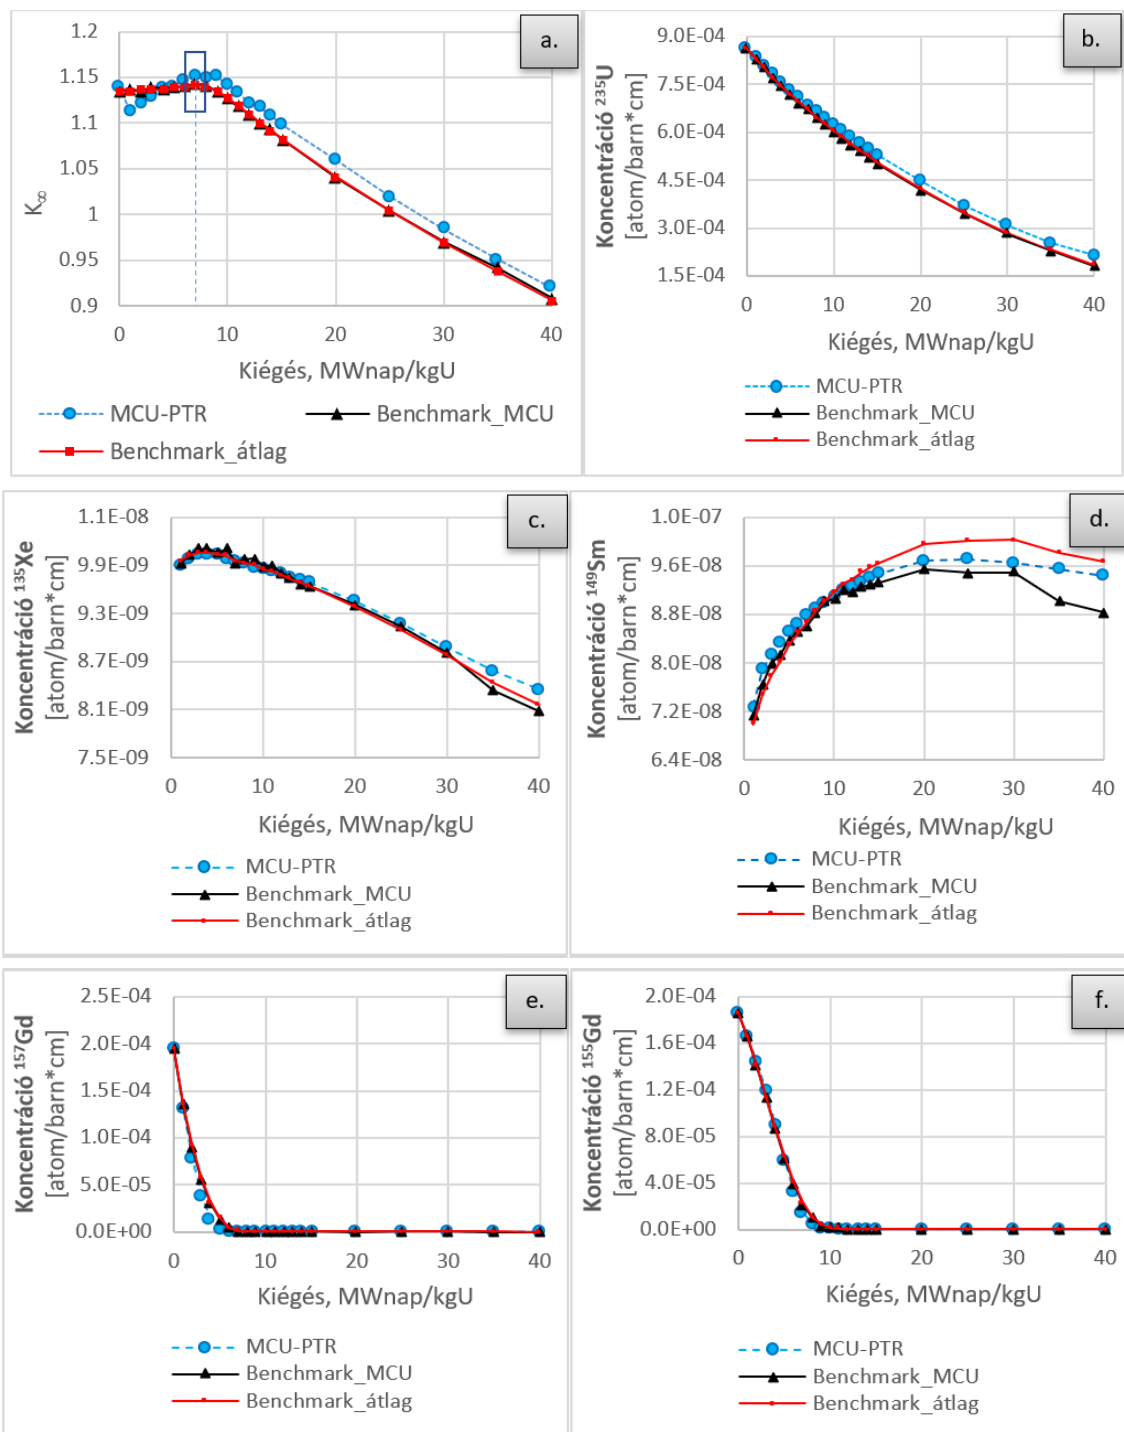 a.
1.2
1.15
1.1
1.05
1
0.95
0.9
K∞
0 10 20 30 40
Kiégés, MWnap/kgU
MCU-PTR Benchmark_MCU
Benchmark_átlag
b.
9.0E-04
7.5E-04
6.0E-04
4.5E-04
3.0E-04
1.5E-04
Koncentráció ²³⁵U
[atom/barn*cm]
0 10 20 30 40
Kiégés, MWnap/kgU
MCU-PTR
Benchmark_MCU
Benchmark_átlag
c.
1.1E-08
9.9E-09
9.3E-09
8.7E-09
8.1E-09
7.5E-09
Koncentráció ¹³⁵Xe
[atom/barn*cm]
0 10 20 30 40
Kiégés, MWnap/kgU
MCU-PTR
Benchmark_MCU
Benchmark_átlag
d.
1.0E-07
9.6E-08
8.8E-08
8.0E-08
7.2E-08
6.4E-08
Koncentráció ¹⁴⁹Sm
[atom/barn*cm]
0 10 20 30 40
Kiégés, MWnap/kgU
MCU-PTR
Benchmark_MCU
Benchmark_átlag
e.
2.5E-04
2.0E-04
1.5E-04
1.0E-04
5.0E-05
0.0E+00
Koncentráció ¹⁵⁷Gd
[atom/barn*cm]
0 10 20 30 40
Kiégés, MWnap/kgU
MCU-PTR
Benchmark_MCU
Benchmark_átlag
f.
2.0E-04
1.6E-04
1.2E-04
8.0E-05
4.0E-05
0.0E+00
Koncentráció ¹⁵⁵Gd
[atom/barn*cm]
0 10 20 30 40
Kiégés, MWnap/kgU
MCU-PTR
Benchmark_MCU
Benchmark_átlag